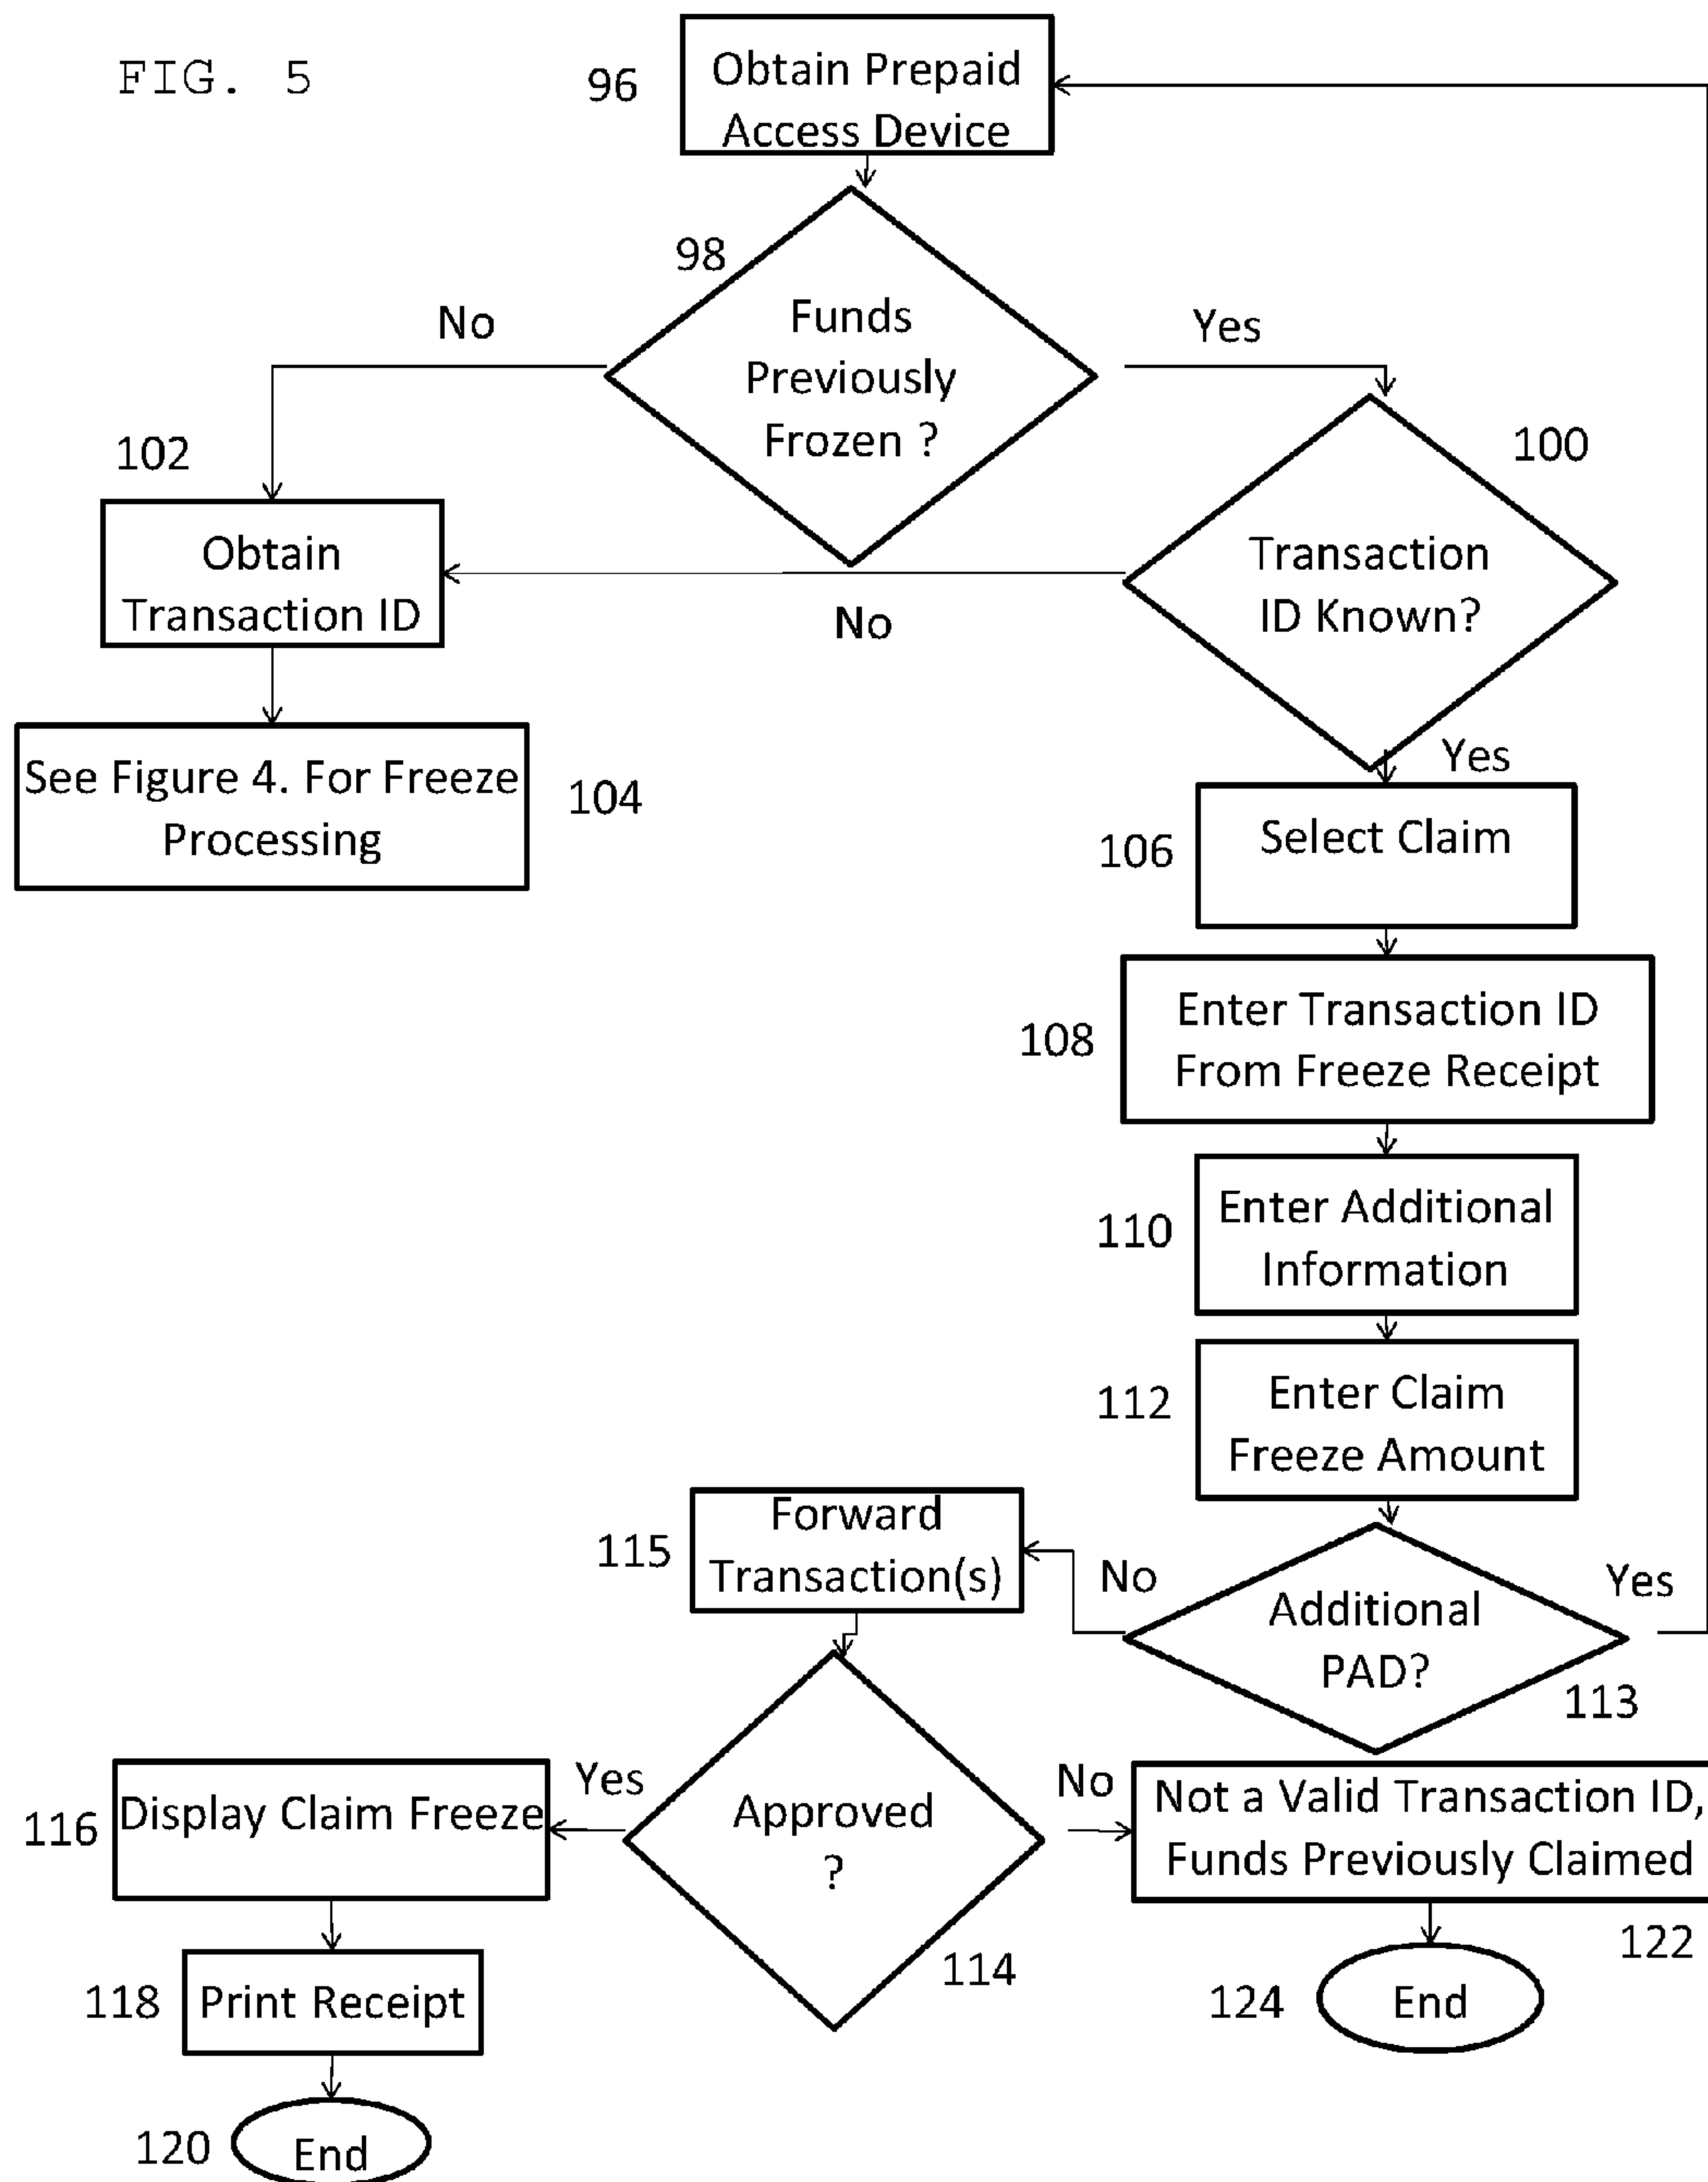 FIG. 5
96
Obtain Prepaid
Access Device
98
Funds
Previously
Frozen ?
No
Yes
102
Obtain
Transaction ID
100
Transaction
ID Known?
No
Yes
See Figure 4. For Freeze
Processing
104
106
Select Claim
108
Enter Transaction ID
From Freeze Receipt
110
Enter Additional
Information
112
Enter Claim
Freeze Amount
115
Forward
Transaction(s)
No
Yes
Additional
PAD?
113
116
Display Claim Freeze
Yes
Approved
?
114
No
Not a Valid Transaction ID,
Funds Previously Claimed
122
118
Print Receipt
124
End
120
End